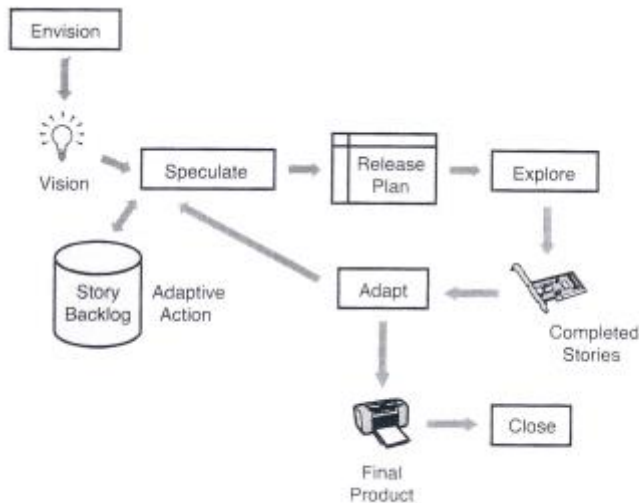 Envision
Vision
Speculate
Release
Plan
Explore
Story
Backlog
Adaptive
Action
Adapt
Completed
Stories
Close
Final
Product